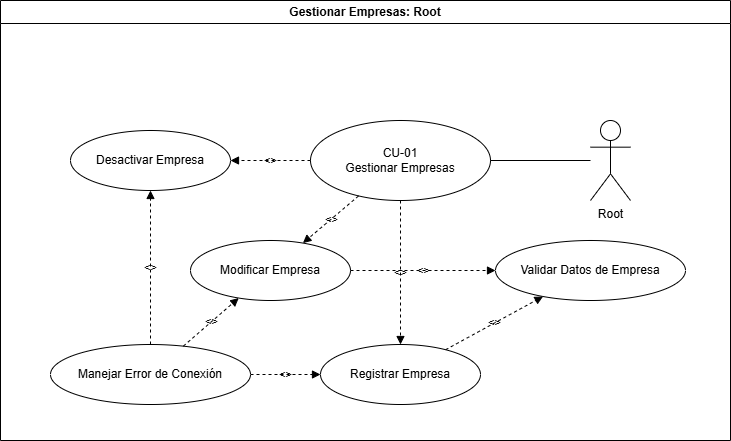 Gestionar Empresas: Root
CU-01
Gestionar Empresas
Desactivar Empresa
Root
Modificar Empresa
Validar Datos de Empresa
Manejar Error de Conexión
Registrar Empresa